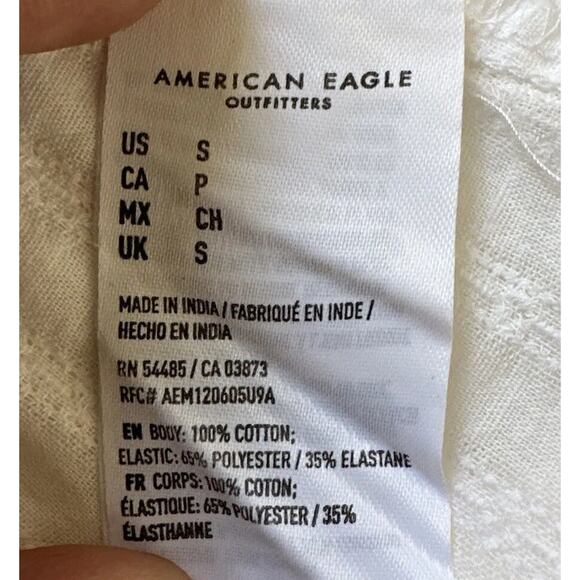 AMERICAN EAGLE
OUTFITTERS
US S
CA P
MX CH
UK S
MADE IN INDIA / FABRIQUÉ EN INDE /
HECHO EN INDIA
RN 54485 / CA 03873
RFC# AEM120605U9A
EN BODY: 100% COTTON;
ELASTIC: 65% POLYESTER / 35% ELASTANE
FR CORPS: 100% COTON;
ÉLASTIQUE: 65% POLYESTER / 35%
ÉLASTHANNE